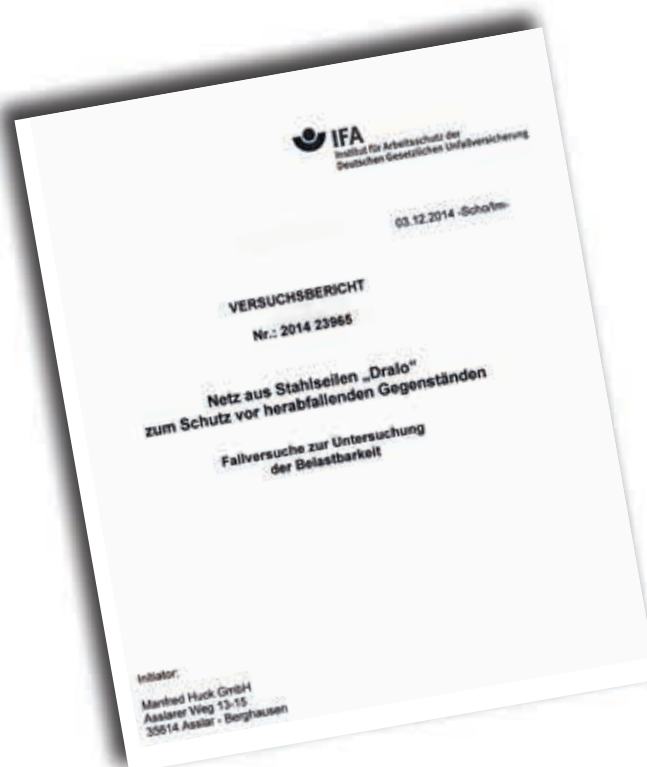 IFA
Institut für Arbeitsschutz der
Deutschen Gesetzlichen Unfallversicherung
03.12.2014 -Scho/Im-
VERSUCHSBERICHT
Nr.: 2014 23965
Netz aus Stahlseilen „Dralo“
zum Schutz vor herabfallenden Gegenständen
Fallversuche zur Untersuchung
der Belastbarkeit
Initiator:
Manfred Huck GmbH
Asslarer Weg 13-15
35614 Asslar - Berghausen